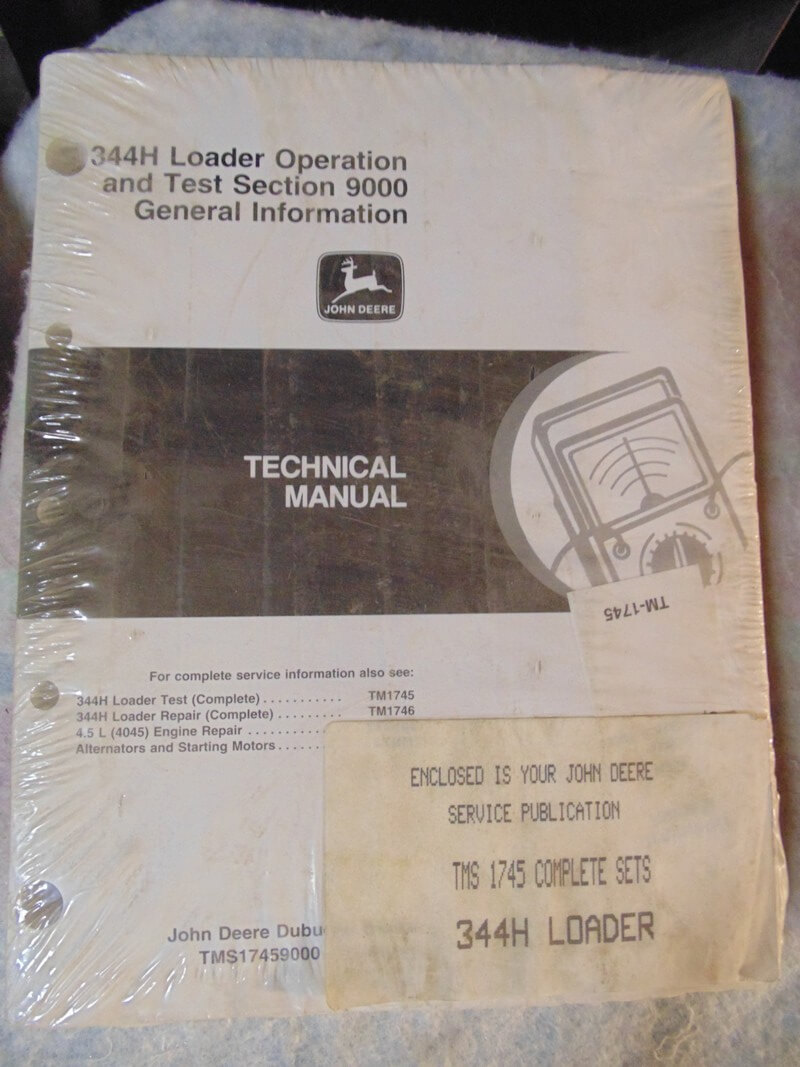 344H Loader Operation
and Test Section 9000
General Information
JOHN DEERE
TECHNICAL
MANUAL
TM-1745
For complete service information also see:
344H Loader Test (Complete) . . . . . . . . . . . TM1745
344H Loader Repair (Complete) . . . . . . . . TM1746
4.5 L (4045) Engine Repair . . . . . . . . . . .
Alternators and Starting Motors . . . . .
ENCLOSED IS YOUR JOHN DEERE
SERVICE PUBLICATION
TMS 1745 COMPLETE SETS
344H LOADER
John Deere Dubu
TMS17459000